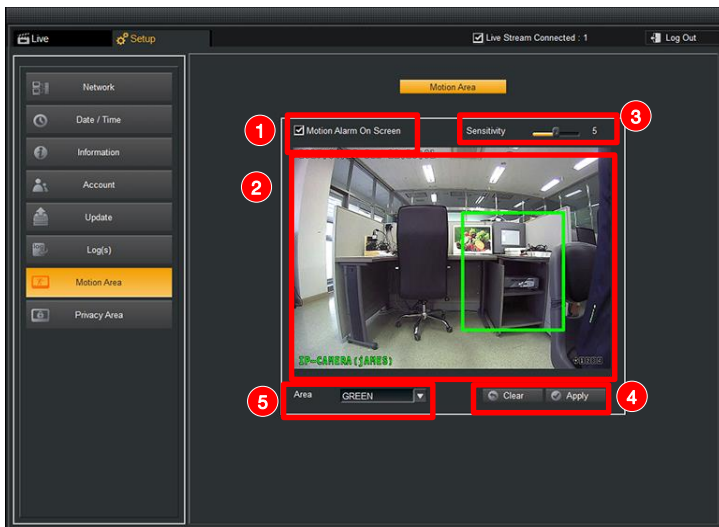 Live
Setup
Live Stream Connected : 1
Log Out
Network
Date / Time
Information
Account
Update
Log(s)
Motion Area
Privacy Area
Motion Area
1
Motion Alarm On Screen
Sensitivity
5
3
2
IP-CAMERA(jAMES)
5
Area
GREEN
Clear
Apply
4